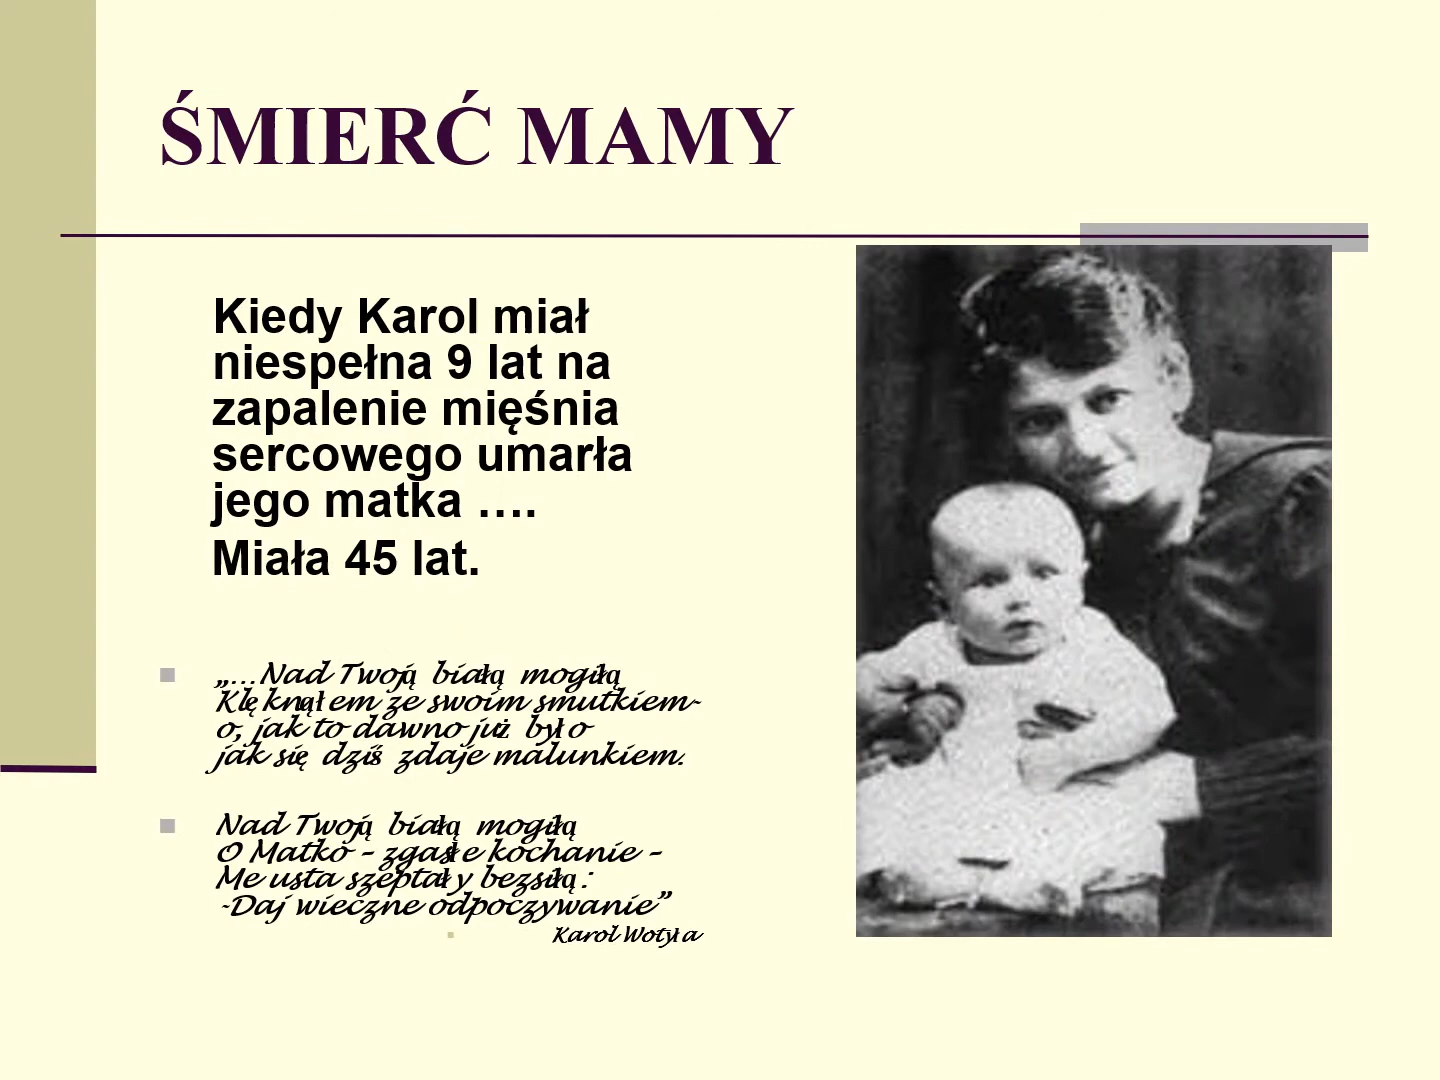 ŚMIERĆ MAMY
Kiedy Karol miał
niespełna 9 lat na
zapalenie mięśnia
sercowego umarła
jego matka ….
Miała 45 lat.
„…Nad Twoją białą mogiłą
Klęknąłem ze swoim smutkiem-
o, jak to dawno już było
jak się dziś zdaje malunkiem.
Nad Twoją białą mogiłą
O Matko – zgasłe kochanie –
Me usta szeptały bezsiłą:
-Daj wieczne odpoczywanie”
Karol Wotyła